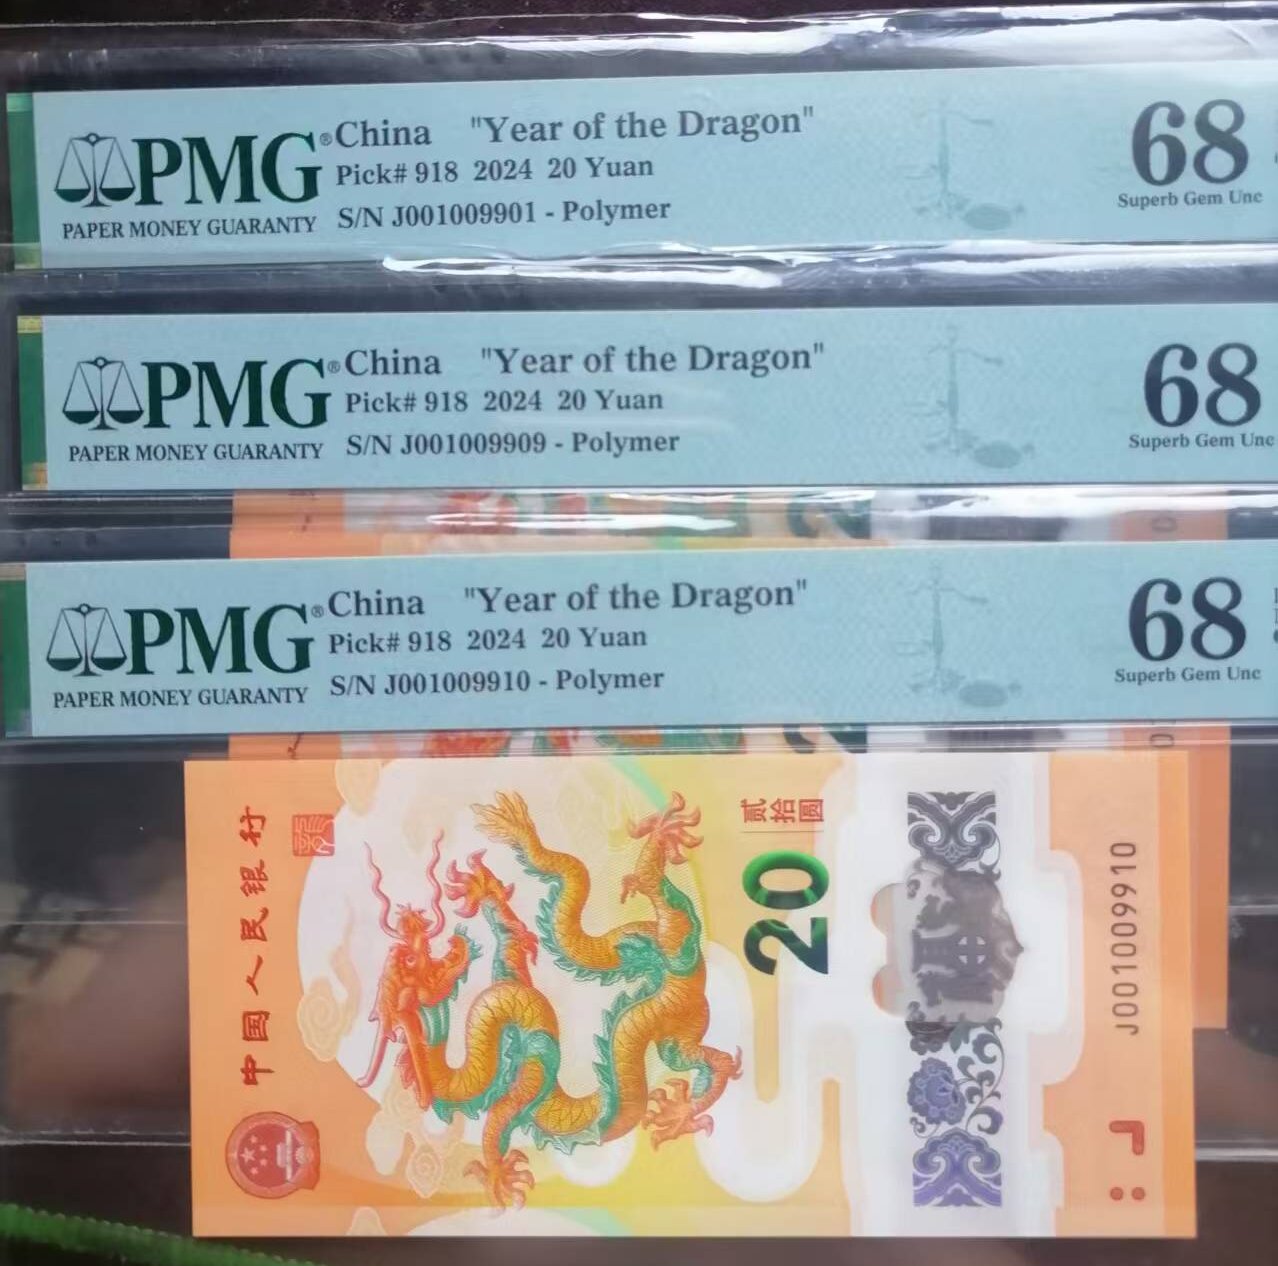 PMG® China "Year of the Dragon" 68
Pick# 918 2024 20 Yuan
Superb Gem Unc
PAPER MONEY GUARANTY S/N J001009901 - Polymer
PMG® China "Year of the Dragon" 68
Pick# 918 2024 20 Yuan
Superb Gem Unc
PAPER MONEY GUARANTY S/N J001009909 - Polymer
PMG® China "Year of the Dragon" 68
Pick# 918 2024 20 Yuan
Superb Gem Unc
PAPER MONEY GUARANTY S/N J001009910 - Polymer
中国人民银行
贰拾圆
20
J001009910